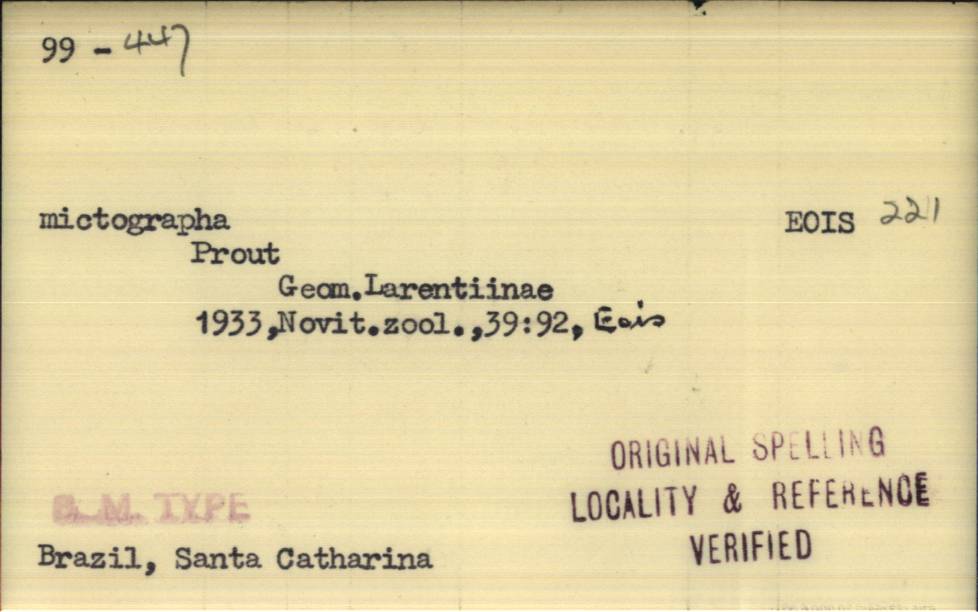 99 - 447
mictographa
EOIS 221
Prout
Geom.Larentiinae
1933,Novit.zool.,39:92, Eois
ORIGINAL SPELLING
LOCALITY & REFERENCE
VERIFIED
B.M. TYPE
Brazil, Santa Catharina